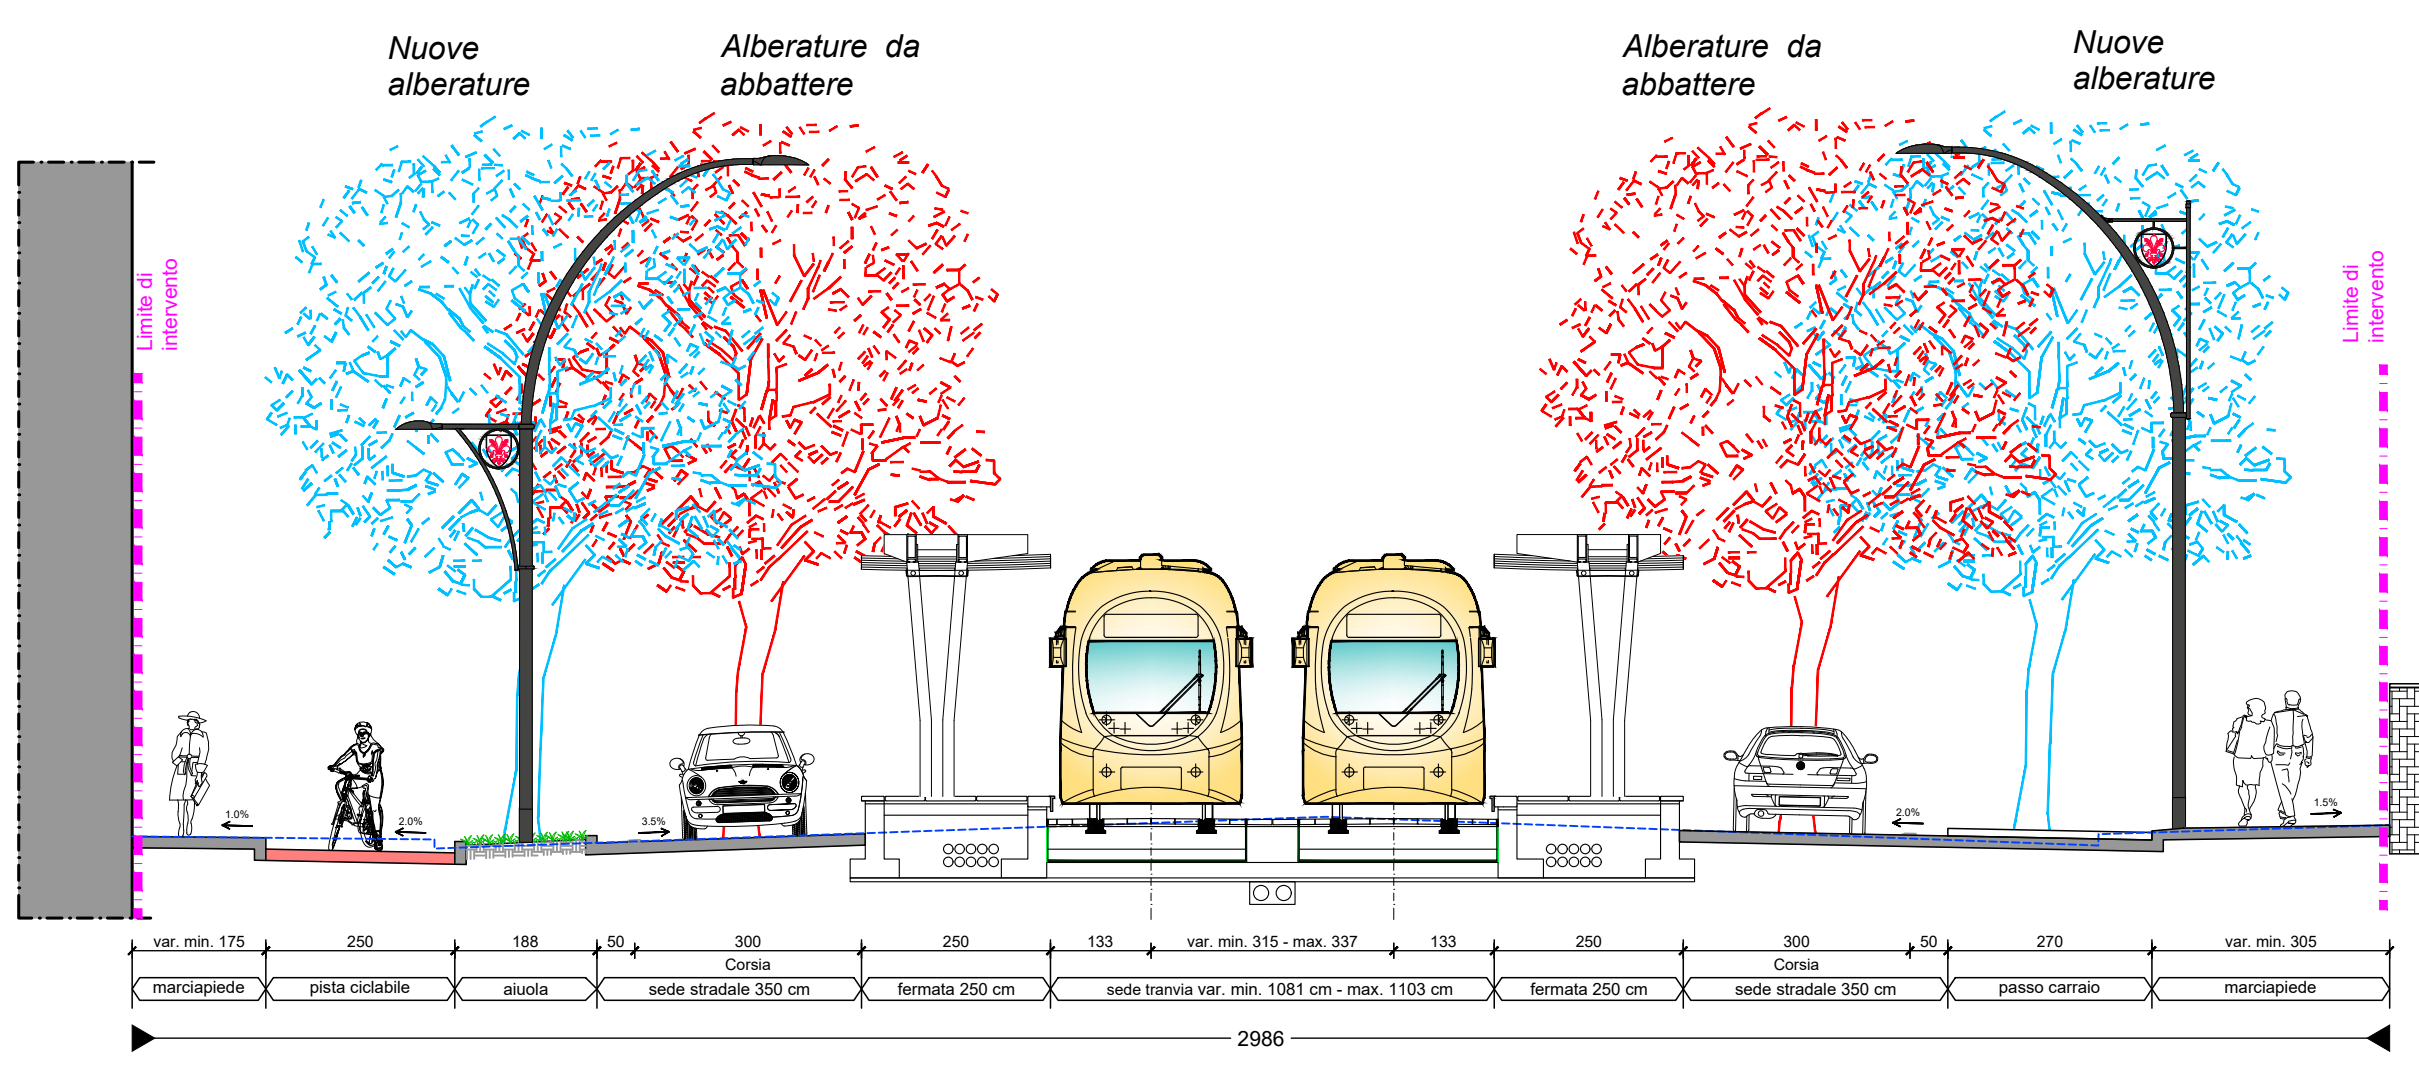 Nuove
alberature
Alberature da
abbattere
Alberature da
abbattere
Nuove
alberature
Limite di
intervento
Limite di
intervento
1.0%
2.0%
3.5%
2.0%
1.5%
var. min. 175
250
188
50
300
250
133
var. min. 315 - max. 337
133
250
300
50
270
var. min. 305
Corsia
Corsia
marciapiede
pista ciclabile
aiuola
sede stradale 350 cm
fermata 250 cm
sede tranvia var. min. 1081 cm - max. 1103 cm
fermata 250 cm
sede stradale 350 cm
passo carraio
marciapiede
2986